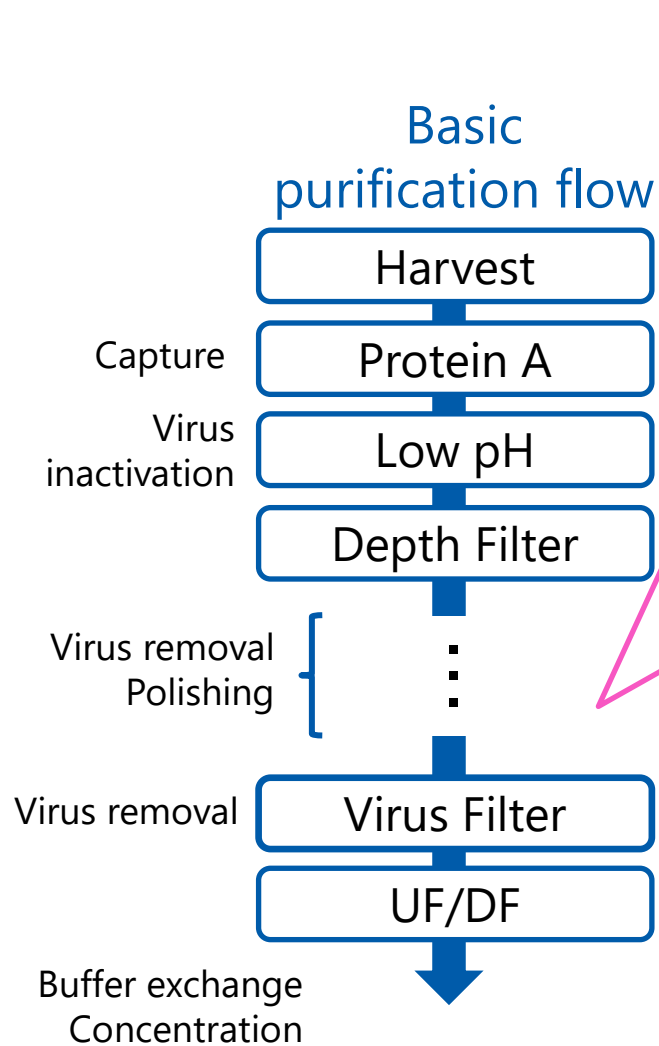 Basic
purification flow
Harvest
Capture
Protein A
Virus
inactivation
Low pH
Depth Filter
Virus removal
Polishing
Virus removal
Virus Filter
UF/DF
Buffer exchange
Concentration